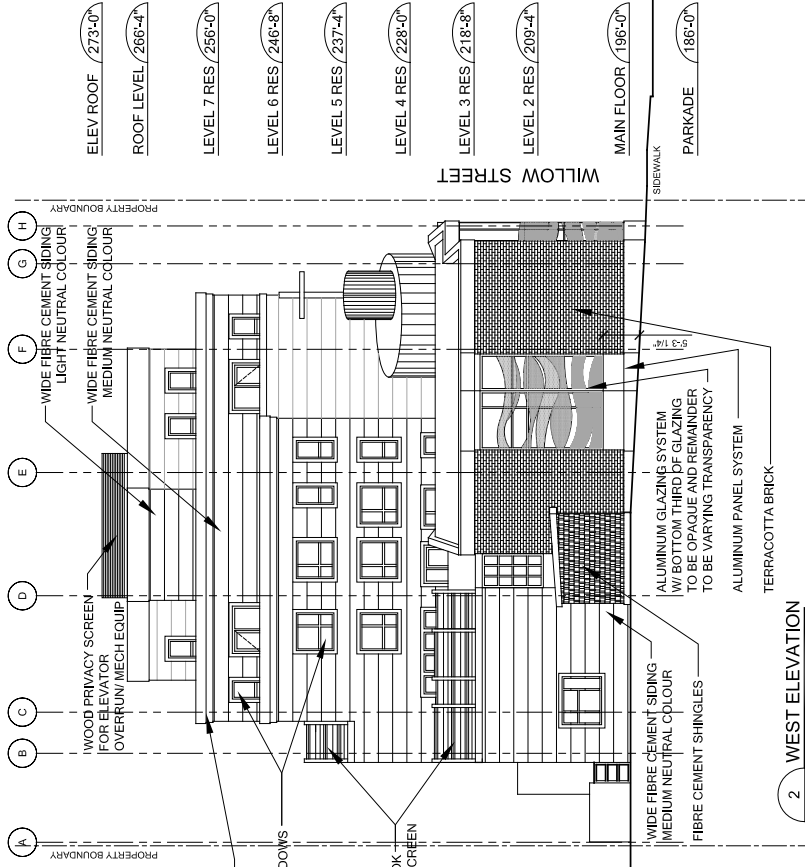 ELEV ROOF 273'-0"
ROOF LEVEL 266'-4"
LEVEL 7 RES 256'-0"
LEVEL 6 RES 246'-8"
LEVEL 5 RES 237'-4"
LEVEL 4 RES 228'-0"
LEVEL 3 RES 218'-8"
LEVEL 2 RES 209'-4"
MAIN FLOOR 196'-0"
PARKADE 186'-0"
WILLOW STREET
SIDEWALK
PROPERTY BOUNDARY
H
G
F
E
D
C
B
A
PROPERTY BOUNDARY
WIDE FIBRE CEMENT SIDING
LIGHT NEUTRAL COLOUR
WIDE FIBRE CEMENT SIDING
MEDIUM NEUTRAL COLOUR
WOOD PRIVACY SCREEN
FOR ELEVATOR
OVERRUN/ MECH EQUIP
DOWS
OK
CREEN
5'-3 1/4"
ALUMINUM GLAZING SYSTEM
W/ BOTTOM THIRD OF GLAZING
TO BE OPAQUE AND REMAINDER
TO BE VARYING TRANSPARENCY
ALUMINUM PANEL SYSTEM
TERRACOTTA BRICK
WIDE FIBRE CEMENT SIDING
MEDIUM NEUTRAL COLOUR
FIBRE CEMENT SHINGLES
2 WEST ELEVATION